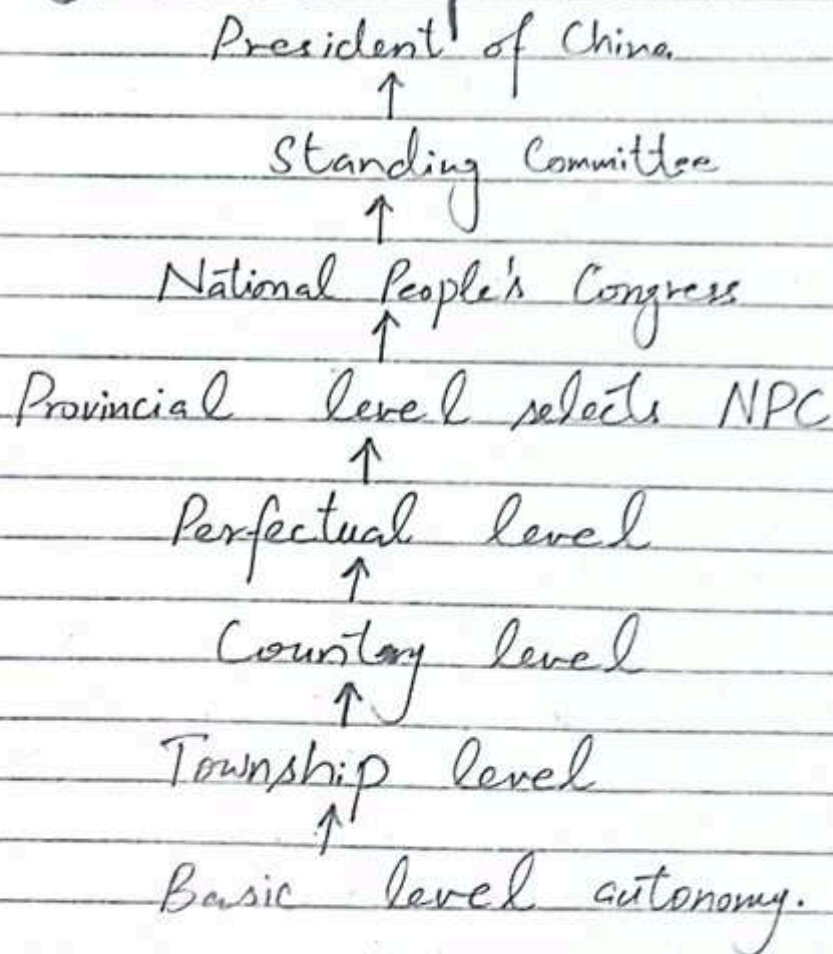 President of China
↑
Standing Committee
↑
National People's Congress
↑
Provincial level selects NPC
↑
Perfectual level
↑
Country level
↑
Township level
↑
Basic level autonomy.